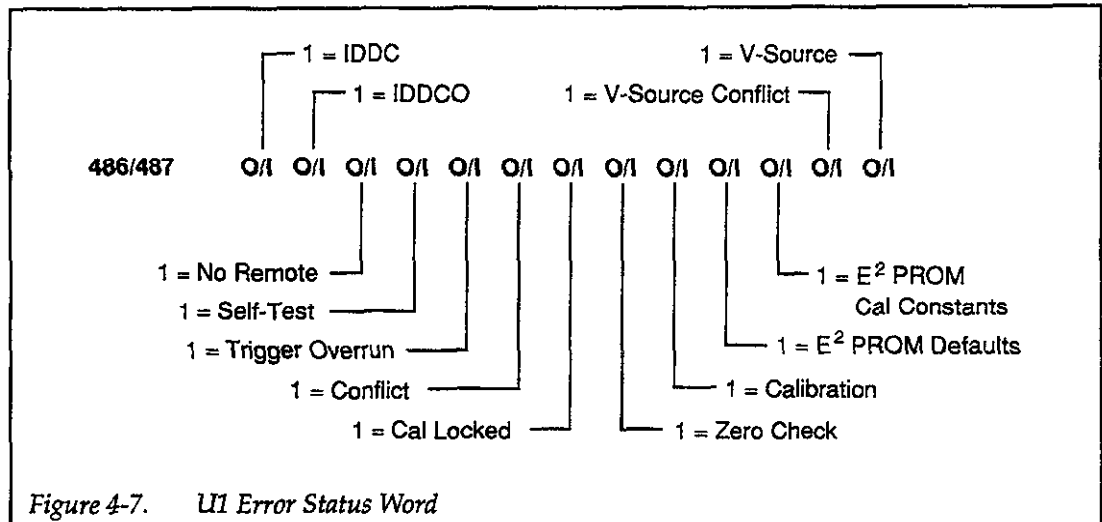 1 = IDDC 1 = V-Source
1 = IDDCO 1 = V-Source Conflict
486/487 O/I O/I O/I O/I O/I O/I O/I O/I O/I O/I O/I O/I O/I
1 = No Remote 1 = E² PROM
1 = Self-Test Cal Constants
1 = Trigger Overrun 1 = E² PROM Defaults
1 = Conflict 1 = Calibration
1 = Cal Locked 1 = Zero Check
Figure 4-7. U1 Error Status Word